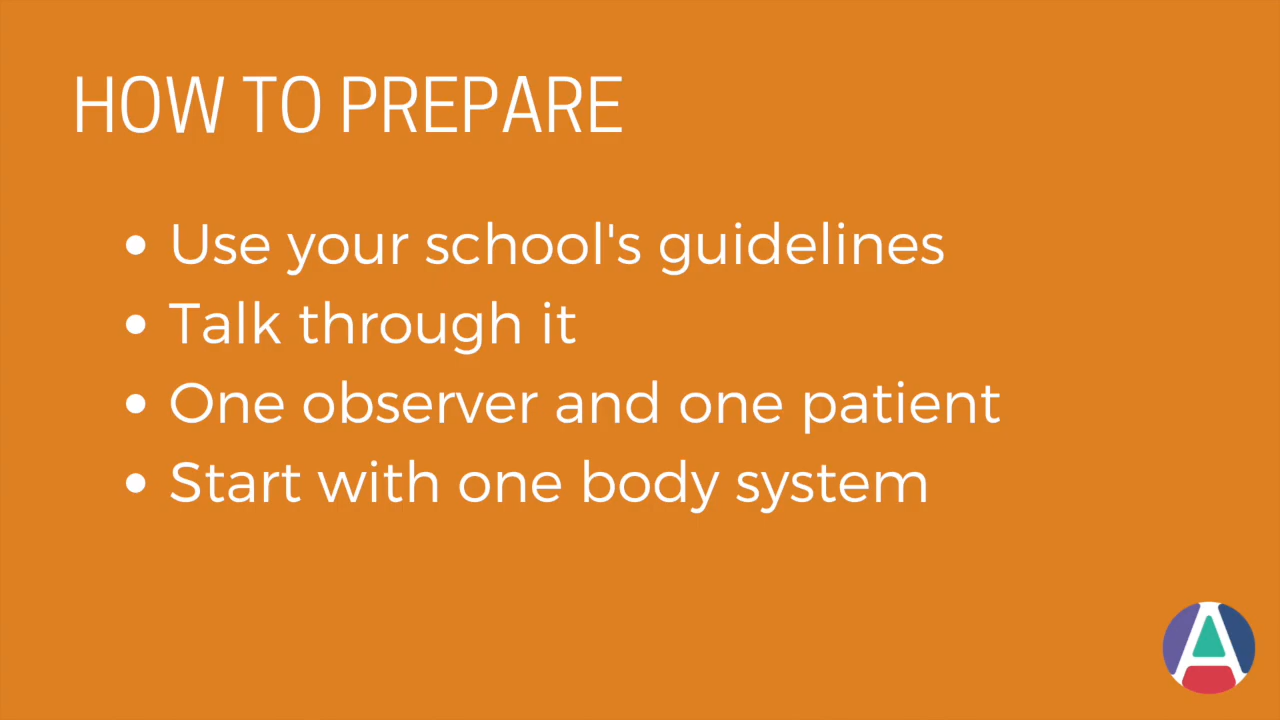 HOW TO PREPARE
• Use your school's guidelines
• Talk through it
• One observer and one patient
• Start with one body system
A